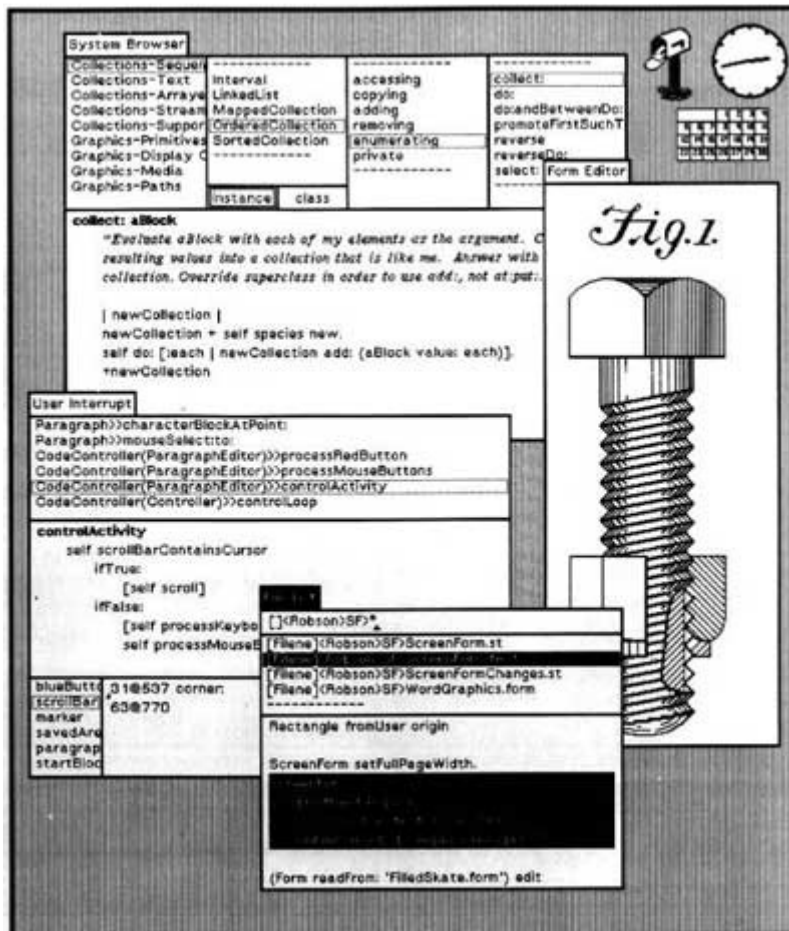 System Browser
Collections-Sequen
Collections-Text
Collections-Arraye
Collections-Stream
Collections-Suppor
Graphics-Primitives
Graphics-Display O
Graphics-Media
Graphics-Paths
------------
Interval
LinkedList
MappedCollection
OrderedCollection
SortedCollection
------------
instance class
------------
accessing
copying
adding
removing
enumerating
private
------------
------------
collect:
do:
do:andBetweenDo:
promoteFirstSuchT
reverse
reverseDo:
select:
Form Editor
Fig. 1.
collect: aBlock
"Evaluate aBlock with each of my elements as the argument. C
resulting values into a collection that is like me. Answer with
collection. Override superclass in order to use add:, not at:put:.
| newCollection |
newCollection ← self species new.
self do: [:each | newCollection add: (aBlock value: each)].
↑newCollection
User Interrupt
Paragraph>>characterBlockAtPoint:
Paragraph>>mouseSelect:to:
CodeController(ParagraphEditor)>>processRedButton
CodeController(ParagraphEditor)>>processMouseButtons
CodeController(ParagraphEditor)>>controlActivity
CodeController(Controller)>>controlLoop
controlActivity
self scrollBarContainsCursor
ifTrue:
[self scroll]
ifFalse:
[self processKeybo
self processMouseB
blueButto
scrollBar
marker
savedAre
paragrap
startBloc
31@537 corner:
63@770
[]<Robson>SF>*
[Filene]<Robson>SF>ScreenForm.st
[Filene]<Robson>SF>ScreenFormChanges.st
[Filene]<Robson>SF>WordGraphics.form
------------
Rectangle fromUser origin
ScreenForm setFullPageWidth.
(Form readFrom: 'FilledSkate.form') edit